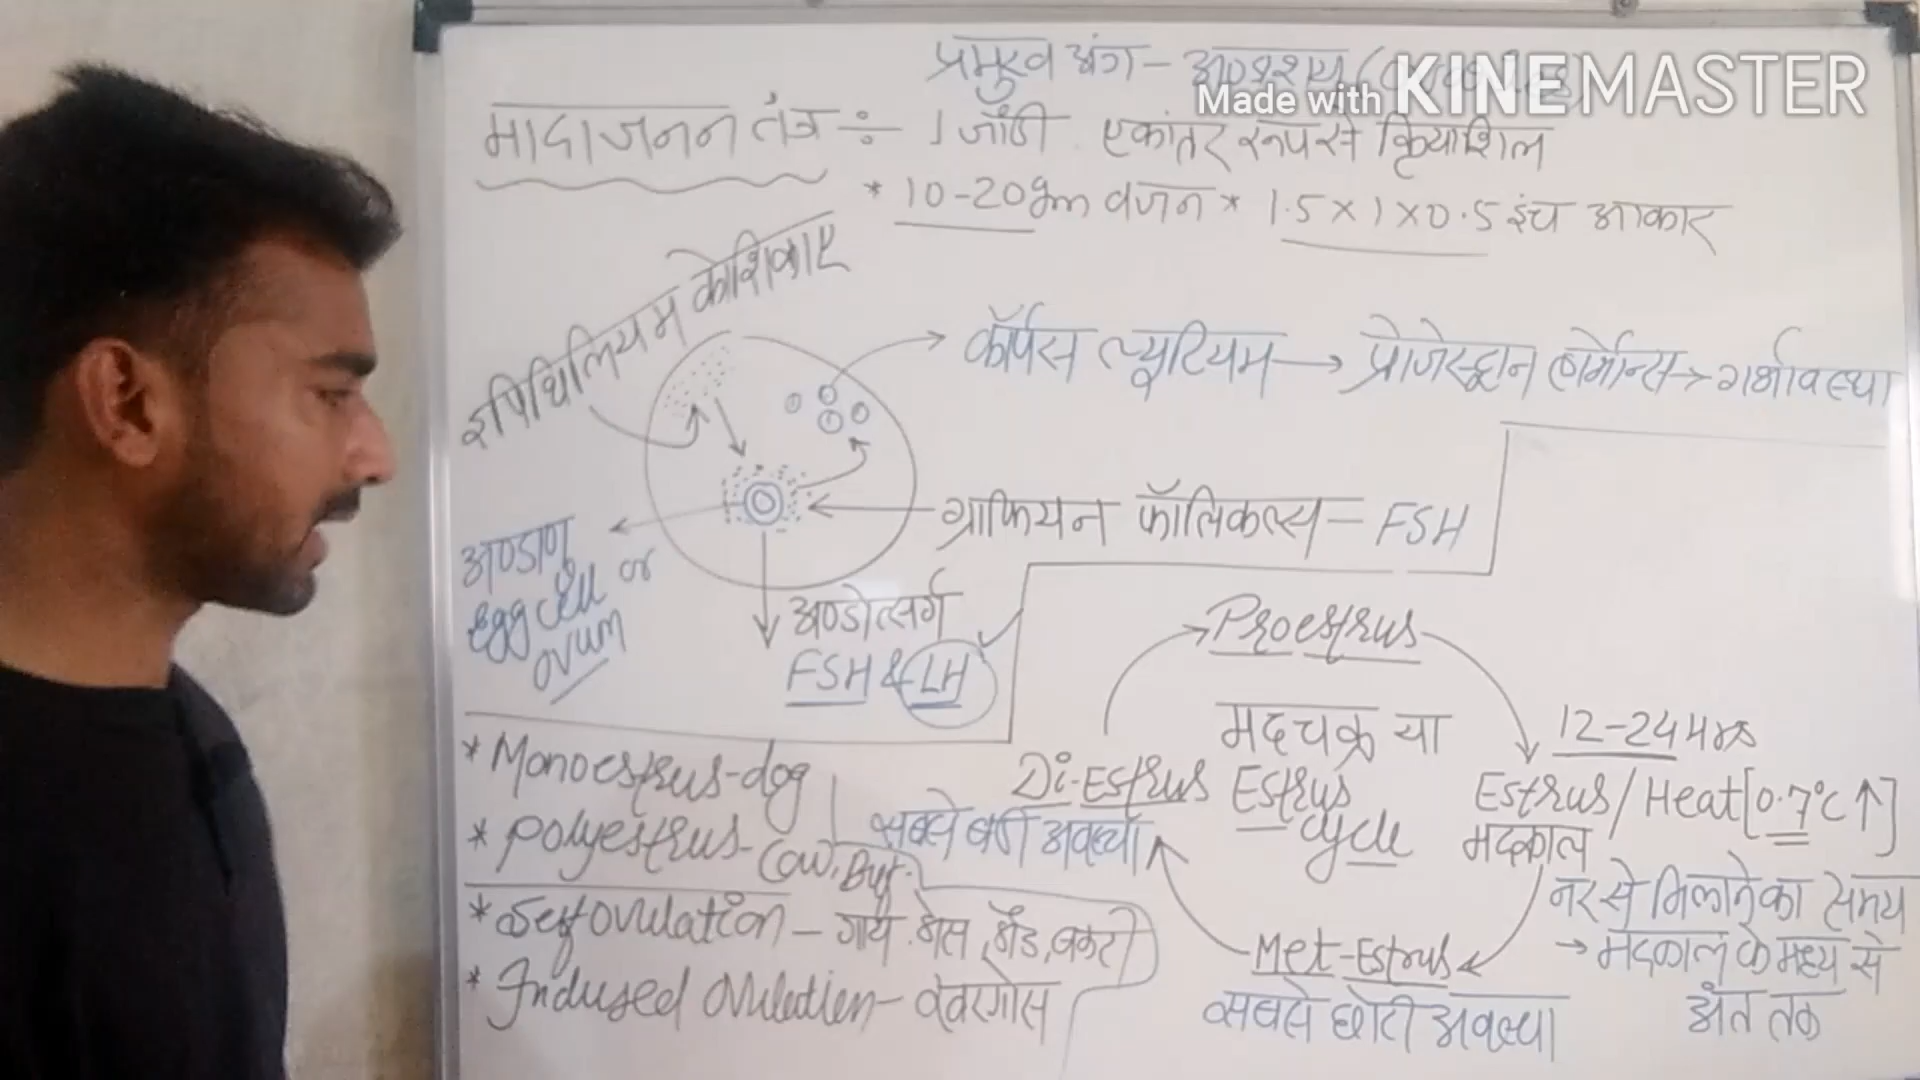 प्रमुख अंग - अण्डाशय
Made with KINEMASTER
मादा जनन तंत्र ÷ 1 जोडी एकांतर रूप से क्रियाशिल
* 10-20gm वजन * 1.5 x 1 x 0.5 इंच आकार
इपिथिलियम कोशिकाए
कॉर्पस ल्यूटियम → प्रोजेस्ट्रान हार्मोन्स → गर्भावस्था
ग्राफियन फॉलिकल्स - FSH
अण्डाणु
egg cell or
ovum
अण्डोत्सर्ग
FSH & LH
Proestrus
मदचक्र या
Estrus
cycle
12-24 Hrs
Estrus/Heat [0.7°C ↑]
मदकाल
नर से मिलाने का समय
→ मदकाल के मध्य से
अंत तक
Met-Estrus
सबसे छोटी अवस्था
Di-Estrus
सबसे बडी अवस्था
* Monoestrus-dog
* polyestrus- Cow, Buf.
* Self ovulation - गाय, भैस, भेंड, बकरी
* Indused ovulation - खरगोस